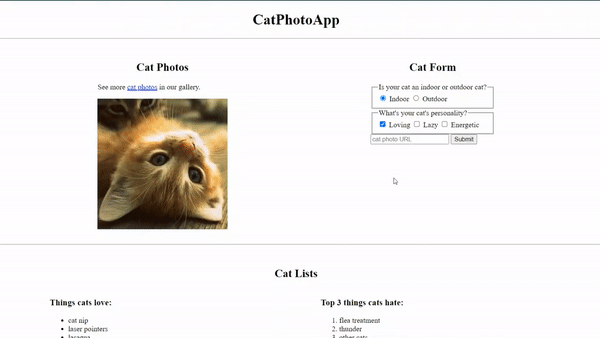 CatPhotoApp
Cat Photos
See more cat photos in our gallery.
Cat Form
Is your cat an indoor or outdoor cat?
Indoor Outdoor
What's your cat's personality?
Loving Lazy Energetic
cat photo URL Submit
Cat Lists
Things cats love:
cat nip
laser pointers
lasagna
Top 3 things cats hate:
1. flea treatment
2. thunder
3. other cats